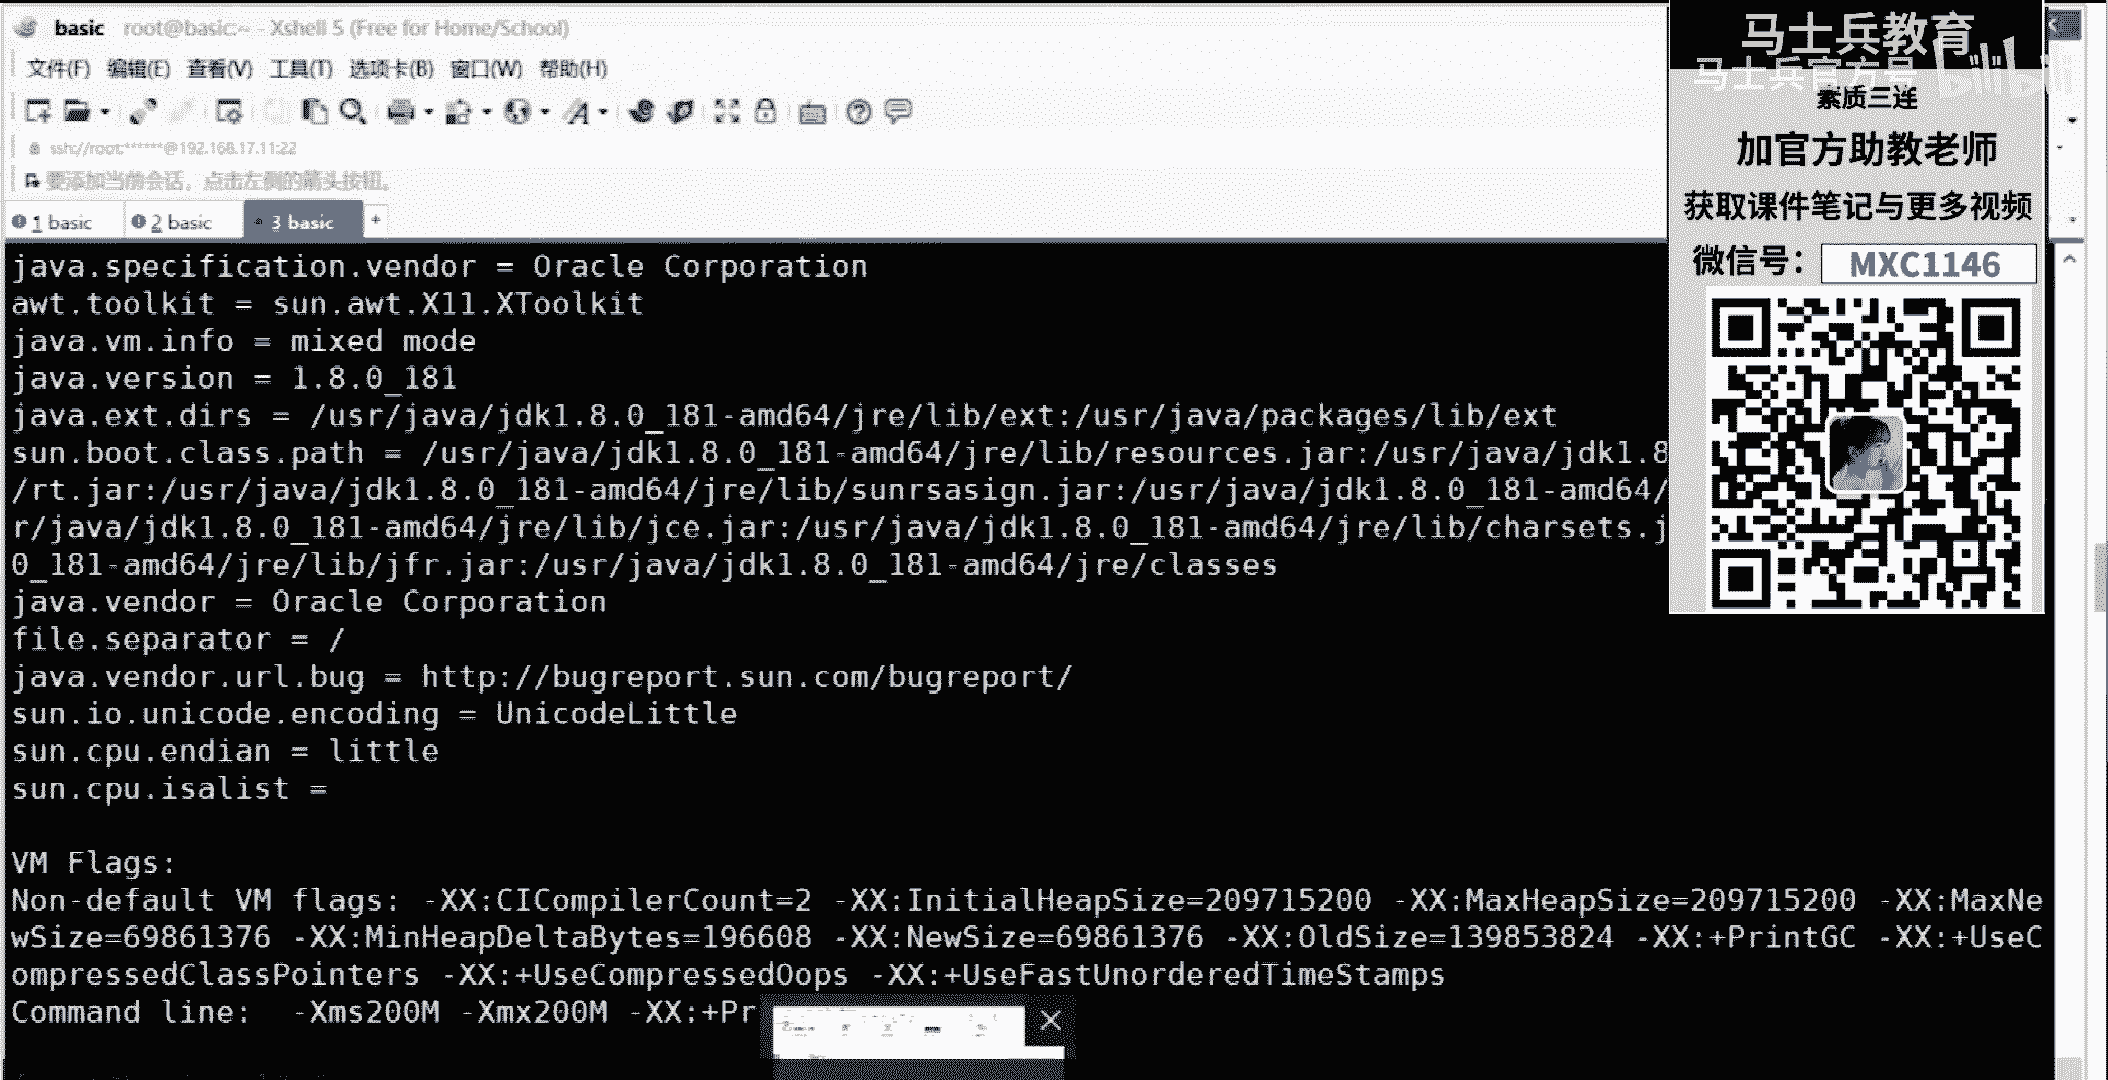 basic root@basic:~ - Xshell 5 (Free for Home/School)
文件(F) 编辑(E) 查看(V) 工具(T) 选项卡(B) 窗口(W) 帮助(H)
ssh://root:******@192.168.17.11:22
要添加当前会话，点击左侧的箭头按钮。
1 basic 2 basic 3 basic +
java.specification.vendor = Oracle Corporation
awt.toolkit = sun.awt.X11.XToolkit
java.vm.info = mixed mode
java.version = 1.8.0_181
java.ext.dirs = /usr/java/jdk1.8.0_181-amd64/jre/lib/ext:/usr/java/packages/lib/ext
sun.boot.class.path = /usr/java/jdk1.8.0_181-amd64/jre/lib/resources.jar:/usr/java/jdk1.8
/rt.jar:/usr/java/jdk1.8.0_181-amd64/jre/lib/sunrsasign.jar:/usr/java/jdk1.8.0_181-amd64/
r/java/jdk1.8.0_181-amd64/jre/lib/jce.jar:/usr/java/jdk1.8.0_181-amd64/jre/lib/charsets.j
0_181-amd64/jre/lib/jfr.jar:/usr/java/jdk1.8.0_181-amd64/jre/classes
java.vendor = Oracle Corporation
file.separator = /
java.vendor.url.bug = http://bugreport.sun.com/bugreport/
sun.io.unicode.encoding = UnicodeLittle
sun.cpu.endian = little
sun.cpu.isalist =
VM Flags:
Non-default VM flags: -XX:CICompilerCount=2 -XX:InitialHeapSize=209715200 -XX:MaxHeapSize=209715200 -XX:MaxNe
wSize=69861376 -XX:MinHeapDeltaBytes=196608 -XX:NewSize=69861376 -XX:OldSize=139853824 -XX:+PrintGC -XX:+UseC
ompressedClassPointers -XX:+UseCompressedOops -XX:+UseFastUnorderedTimeStamps
Command line: -Xms200M -Xmx200M -XX:+Pr
马士兵教育
马士兵官方号 bilibili
素质三连
加官方助教老师
获取课件笔记与更多视频
微信号： MXC1146